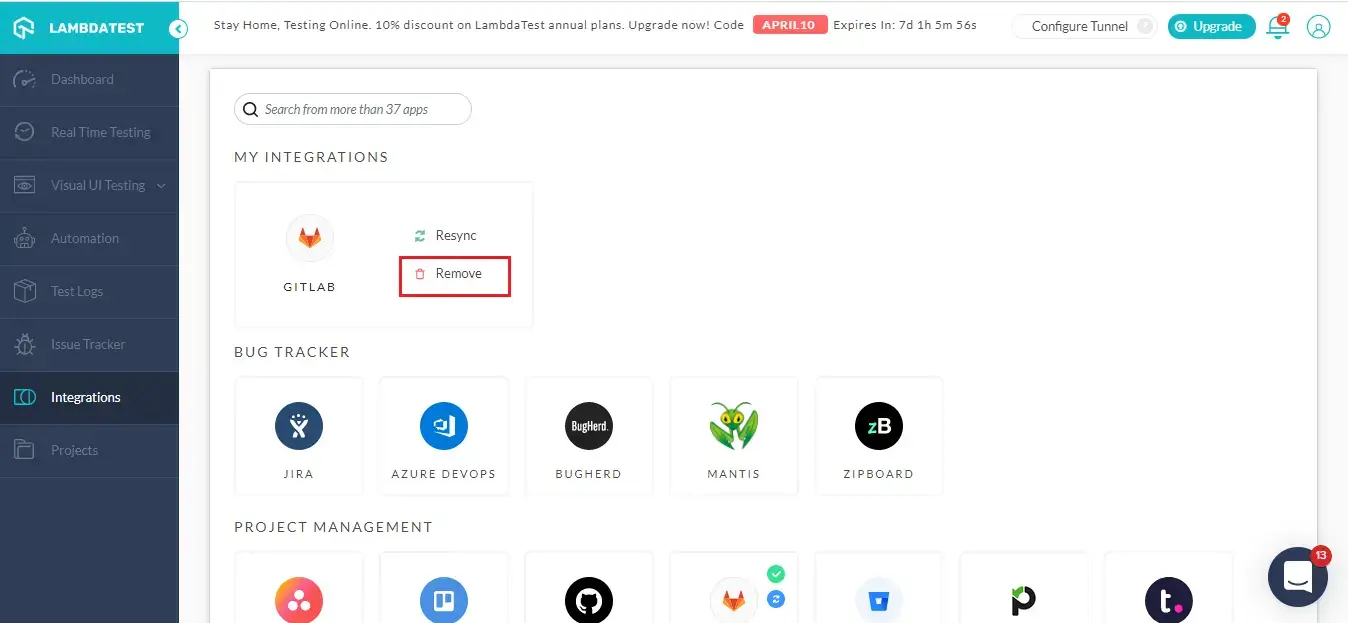 LAMBDATEST
Stay Home, Testing Online. 10% discount on LambdaTest annual plans. Upgrade now! Code APRIL10 Expires In: 7d 1h 5m 56s
Configure Tunnel ?
Upgrade
2
Dashboard
Real Time Testing
Visual UI Testing
Automation
Test Logs
Issue Tracker
Integrations
Projects
Search from more than 37 apps
MY INTEGRATIONS
GITLAB
Resync
Remove
BUG TRACKER
JIRA
AZURE DEVOPS
BugHerd.
BUGHERD
MANTIS
zB
ZIPBOARD
PROJECT MANAGEMENT
t.
13